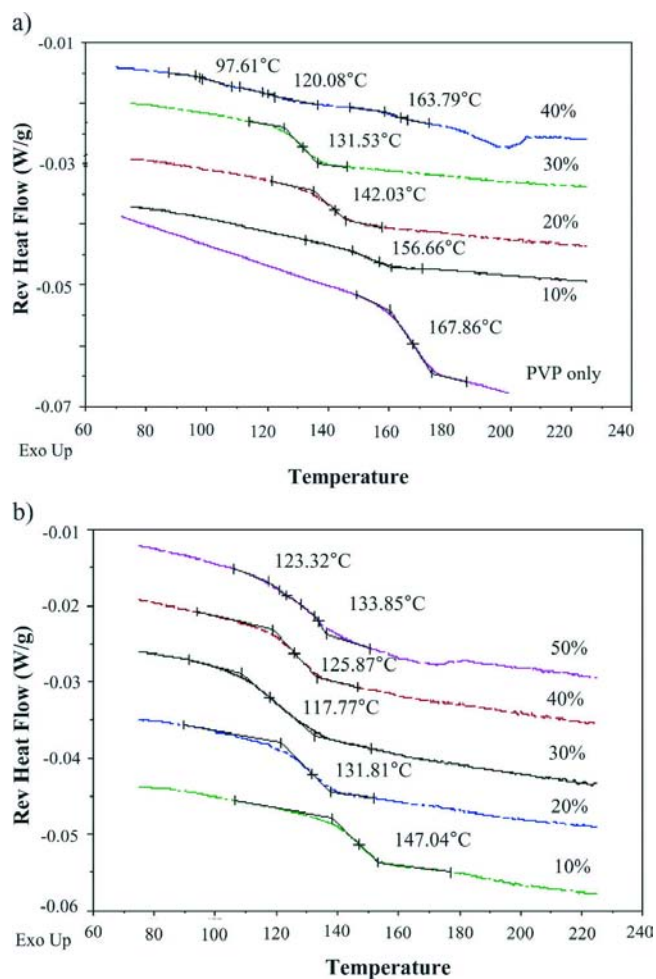 a)
-0.01
97.61°C
120.08°C
163.79°C
40%
-0.03
131.53°C
30%
142.03°C
20%
Rev Heat Flow (W/g)
-0.05
156.66°C
10%
167.86°C
PVP only
-0.07
60 80 100 120 140 160 180 200 220 240
Exo Up
Temperature
b)
-0.01
123.32°C
-0.02
133.85°C
50%
125.87°C
40%
-0.03
117.77°C
30%
Rev Heat Flow (W/g)
-0.04
131.81°C
20%
-0.05
147.04°C
10%
-0.06
60 80 100 120 140 160 180 200 220 240
Exo Up
Temperature